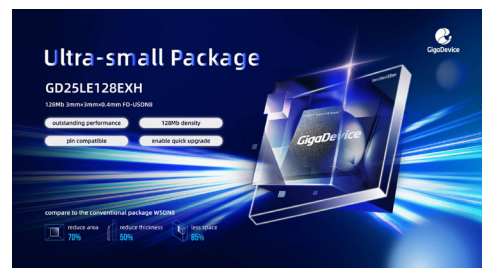 GigaDevice
Ultra-small Package
GD25LE128EXH
128Mb 3mm×3mm×0.4mm FO-USON8
outstanding performance
128Mb density
pin compatible
enable quick upgrade
GigaDevice
compare to the conventional package WSON8
reduce area
70%
reduce thickness
50%
less space
85%